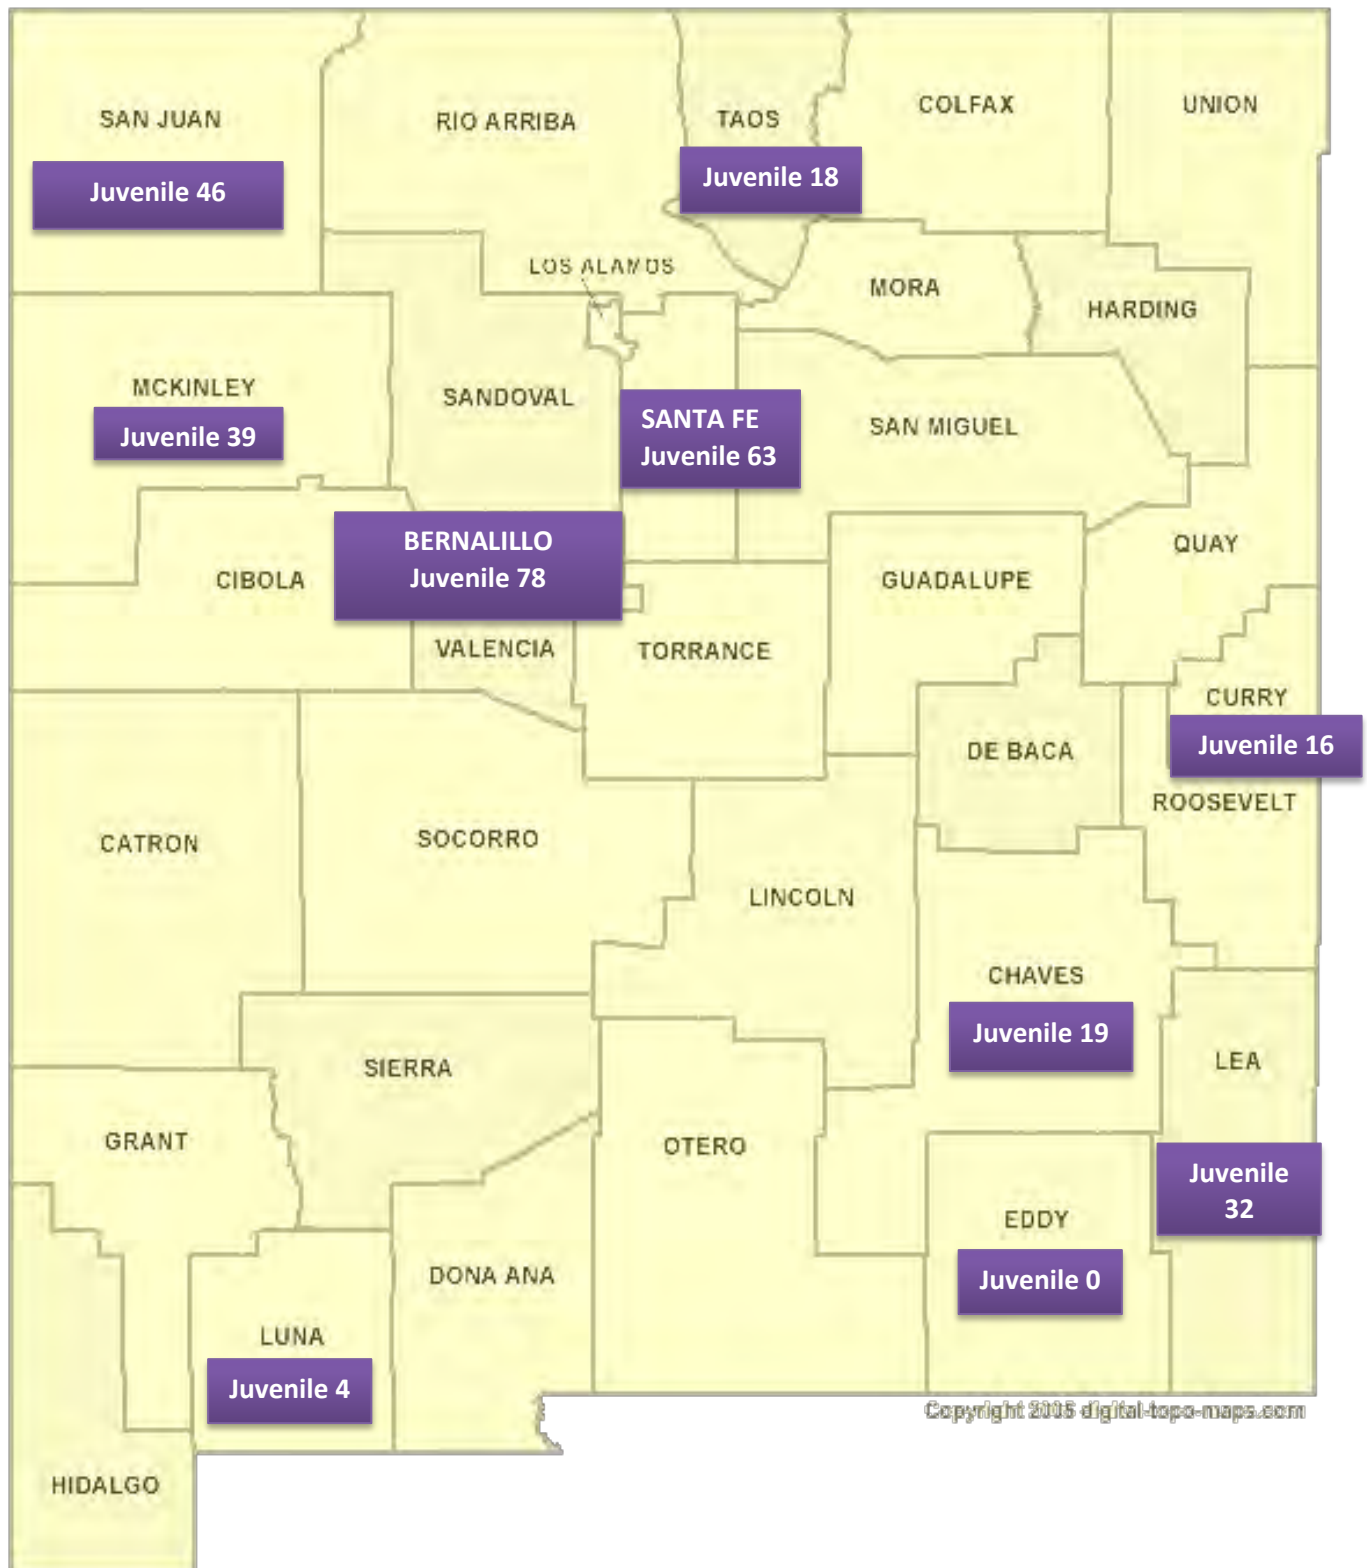 SAN JUAN
Juvenile 46
RIO ARRIBA
TAOS
Juvenile 18
COLFAX
UNION
LOS ALAMOS
MORA
HARDING
MCKINLEY
Juvenile 39
SANDOVAL
SANTA FE
Juvenile 63
SAN MIGUEL
BERNALILLO
Juvenile 78
CIBOLA
QUAY
GUADALUPE
VALENCIA
TORRANCE
CURRY
Juvenile 16
DE BACA
ROOSEVELT
CATRON
SOCORRO
LINCOLN
CHAVES
Juvenile 19
SIERRA
LEA
GRANT
OTERO
Juvenile
32
EDDY
Juvenile 0
DONA ANA
LUNA
Juvenile 4
Copyright 2005 digital-topo-maps.com
HIDALGO